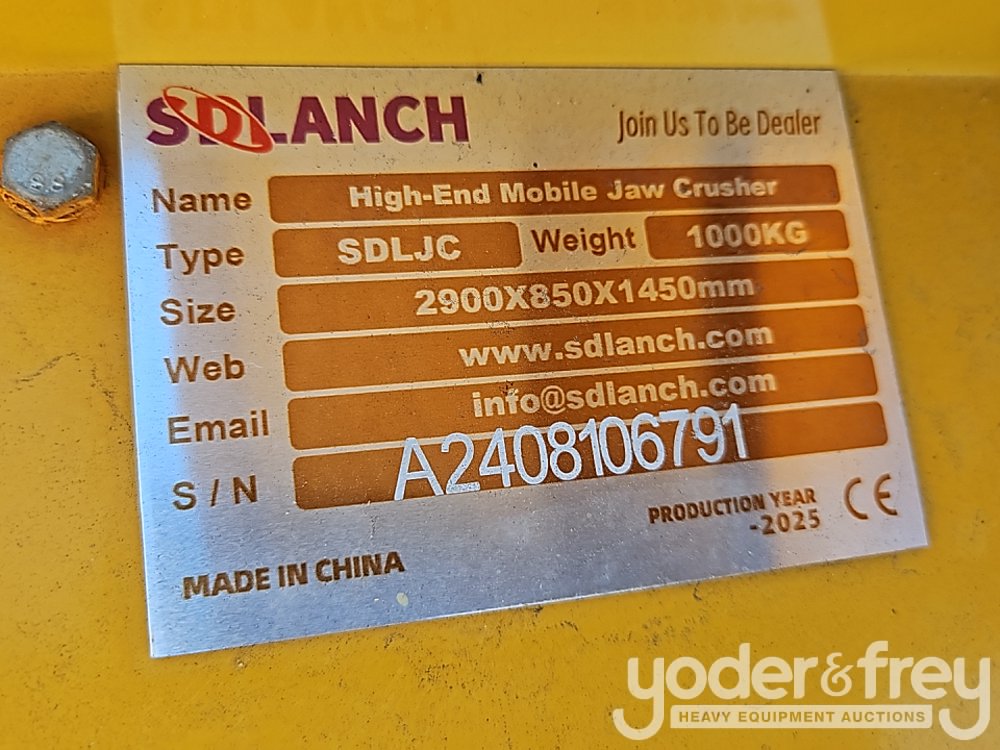 SDLANCH
Join Us To Be Dealer
Name High-End Mobile Jaw Crusher
Type SDLJC Weight 1000KG
Size 2900X850X1450mm
Web www.sdlanch.com
Email info@sdlanch.com
S/N A2408106791
PRODUCTION YEAR
-2025
CE
MADE IN CHINA
yoder&frey
HEAVY EQUIPMENT AUCTIONS